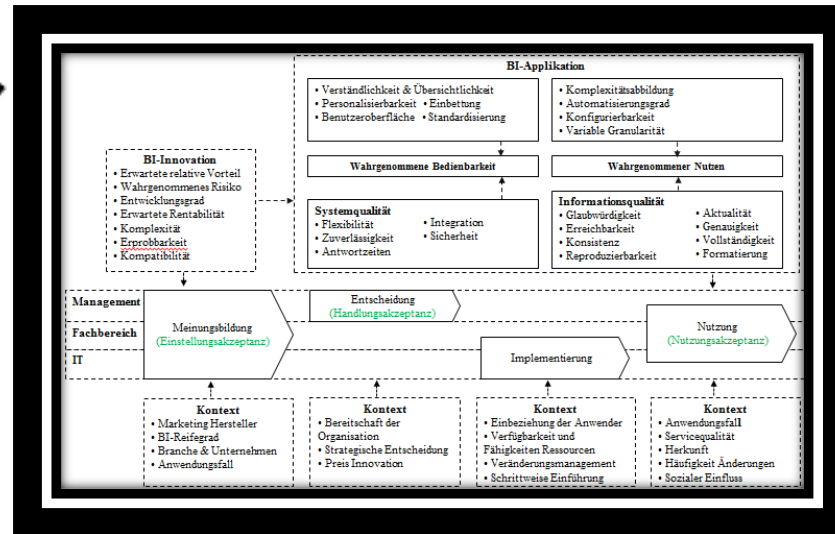 BI-Applikation
• Verständlichkeit & Übersichtlichkeit
• Personalisierbarkeit • Einbettung
• Benutzeroberfläche • Standardisierung
• Komplexitätsabbildung
• Automatisierungsgrad
• Konfigurierbarkeit
• Variable Granularität
Wahrgenommene Bedienbarkeit
Wahrgenommener Nutzen
BI-Innovation
• Erwartete relative Vorteil
• Wahrgenommenes Risiko
• Entwicklungsgrad
• Erwartete Rentabilität
• Komplexität
• Erprobbarkeit
• Kompatibilität
Systemqualität
• Flexibilität
• Zuverlässigkeit
• Antwortzeiten
• Integration
• Sicherheit
Informationsqualität
• Glaubwürdigkeit
• Erreichbarkeit
• Konsistenz
• Reproduzierbarkeit
• Aktualität
• Genauigkeit
• Vollständigkeit
• Formatierung
Management
Fachbereich
IT
Meinungsbildung
(Einstellungsakzeptanz)
Entscheidung
(Handlungsakzeptanz)
Implementierung
Nutzung
(Nutzungsakzeptanz)
Kontext
• Marketing Hersteller
• BI-Reifegrad
• Branche & Unternehmen
• Anwendungsfall
Kontext
• Bereitschaft der
Organisation
• Strategische Entscheidung
• Preis Innovation
Kontext
• Einbeziehung der Anwender
• Verfügbarkeit und
Fähigkeiten Ressourcen
• Veränderungsmanagement
• Schrittweise Einführung
Kontext
• Anwendungsfall
• Servicequalität
• Herkunft
• Häufigkeit Änderungen
• Sozialer Einfluss